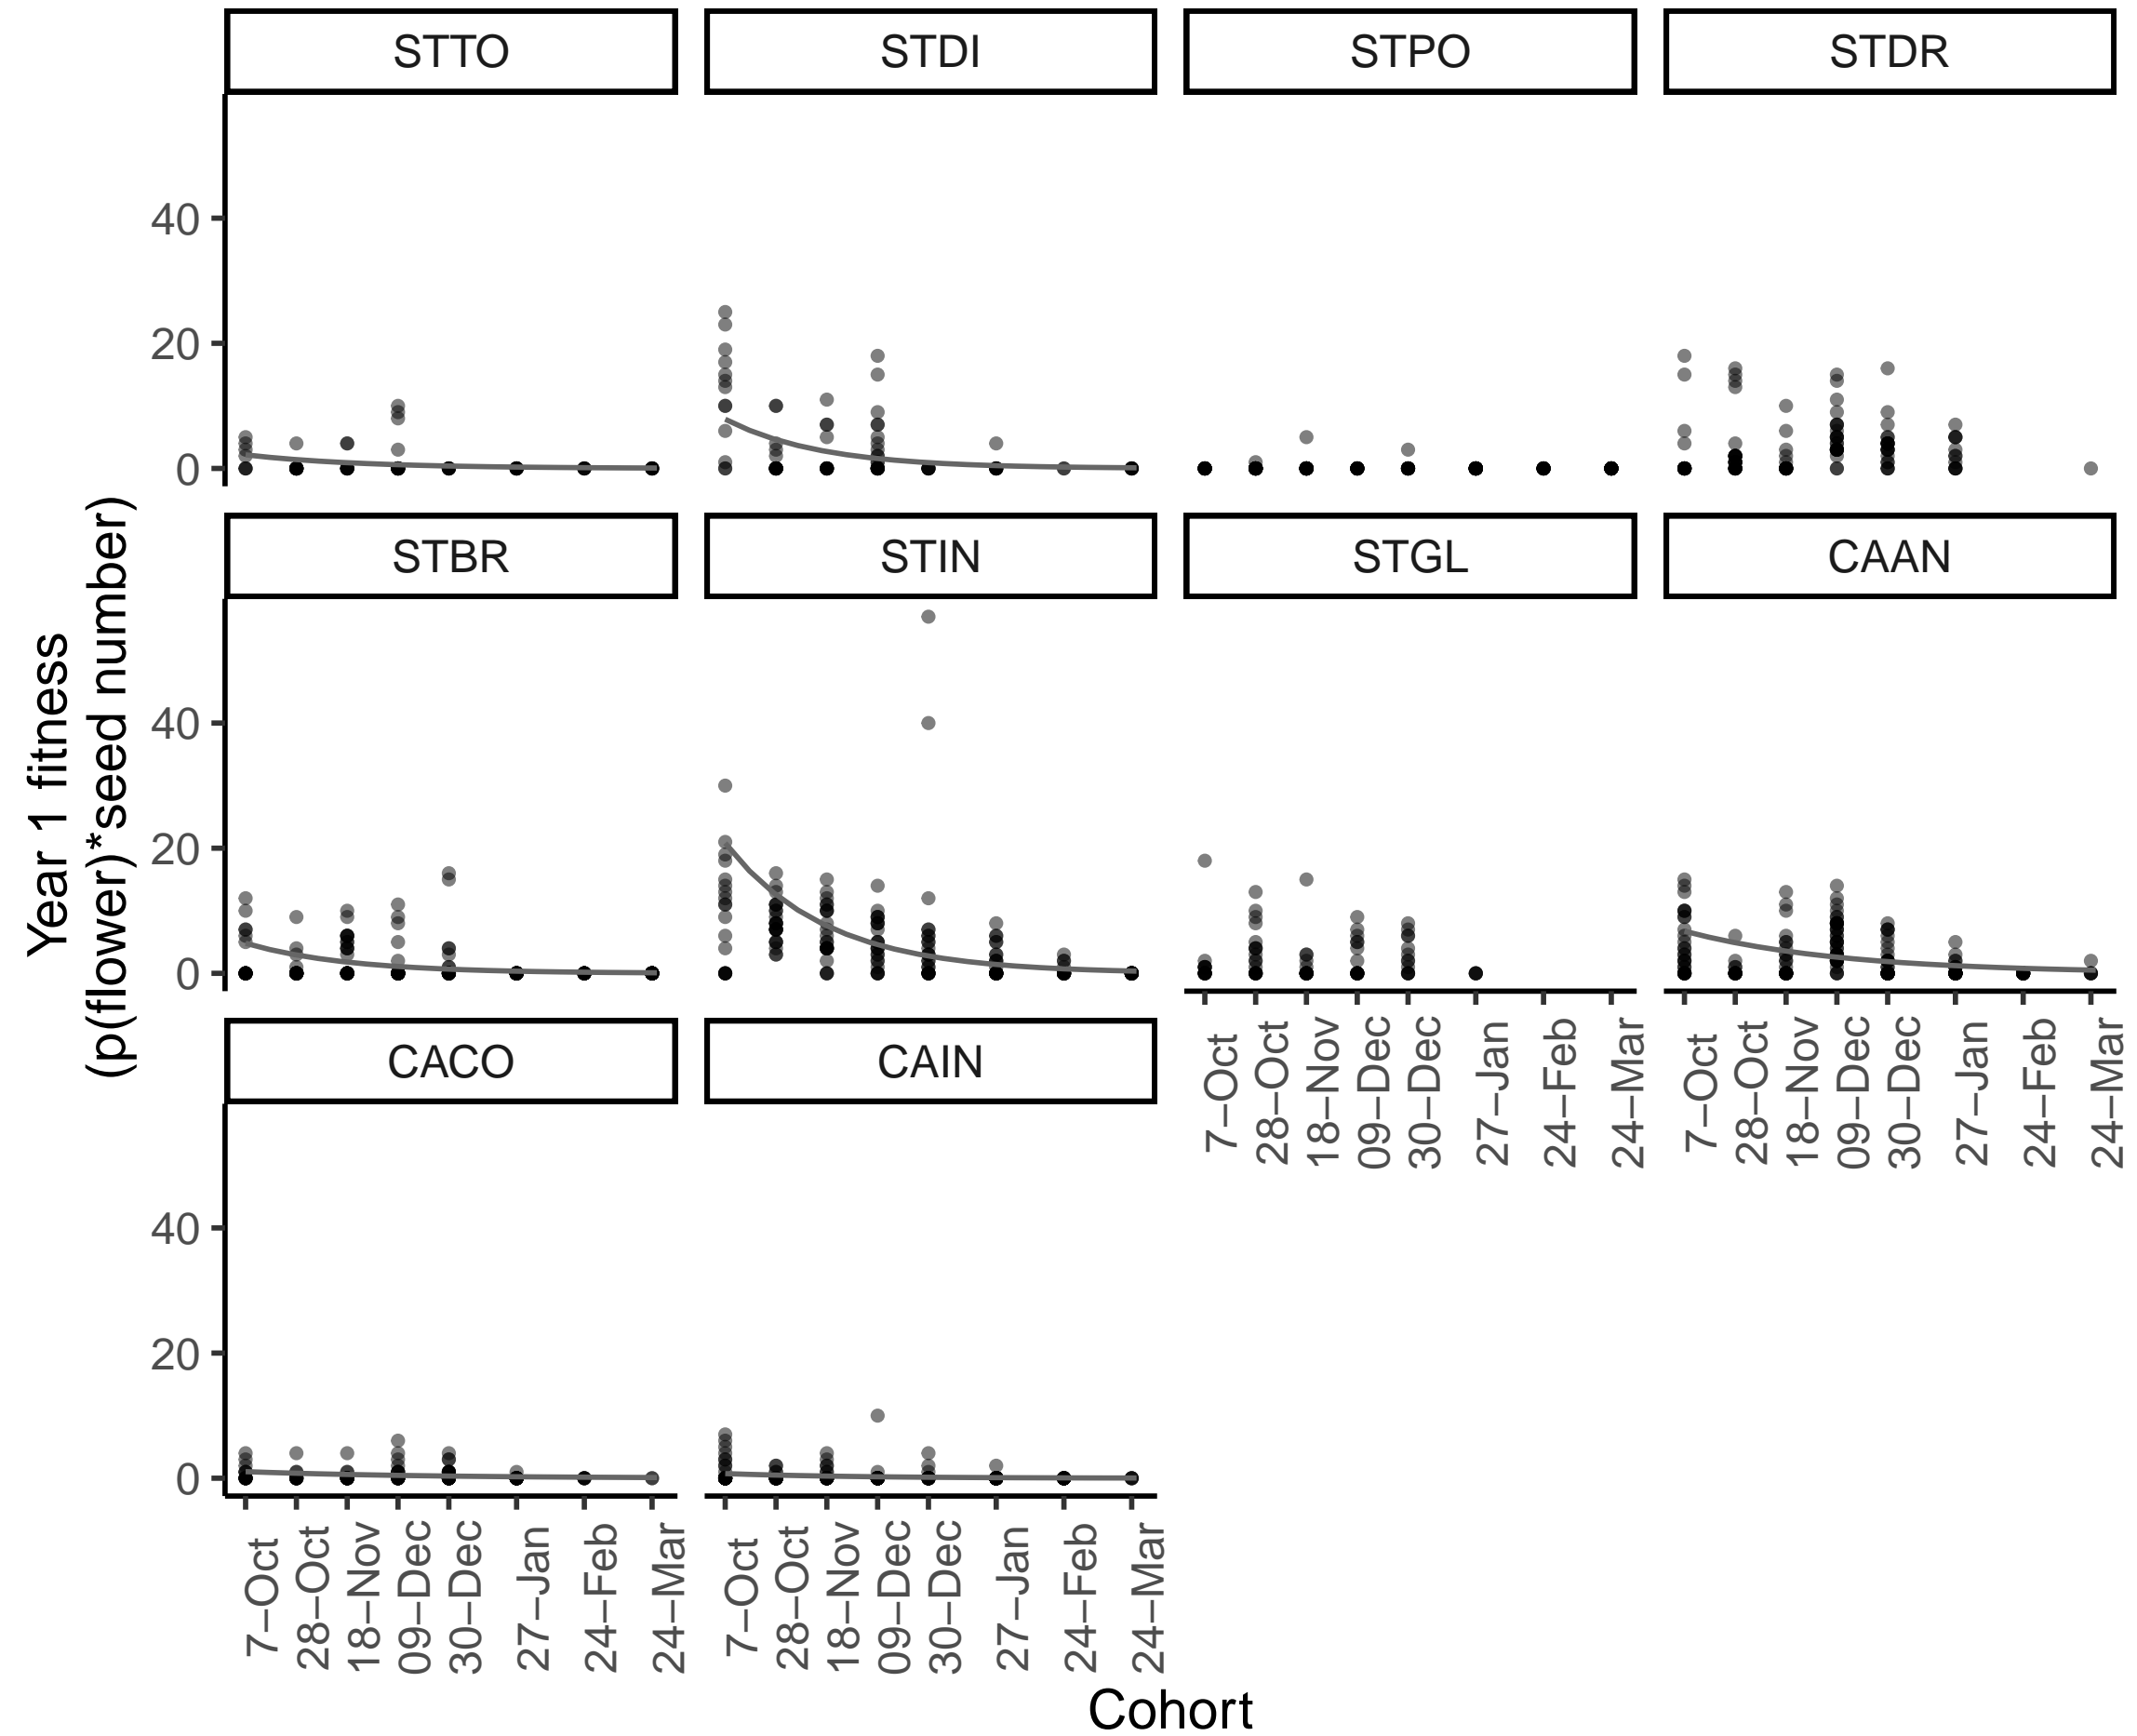 STTO
STDI
STPO
STDR
40
20
0
STBR
STIN
STGL
CAAN
40
20
0
7–Oct
28–Oct
18–Nov
09–Dec
30–Dec
27–Jan
24–Feb
24–Mar
7–Oct
28–Oct
18–Nov
09–Dec
30–Dec
27–Jan
24–Feb
24–Mar
CACO
CAIN
40
20
0
7–Oct
28–Oct
18–Nov
09–Dec
30–Dec
27–Jan
24–Feb
24–Mar
7–Oct
28–Oct
18–Nov
09–Dec
30–Dec
27–Jan
24–Feb
24–Mar
Year 1 fitness
(p(flower)*seed number)
Cohort